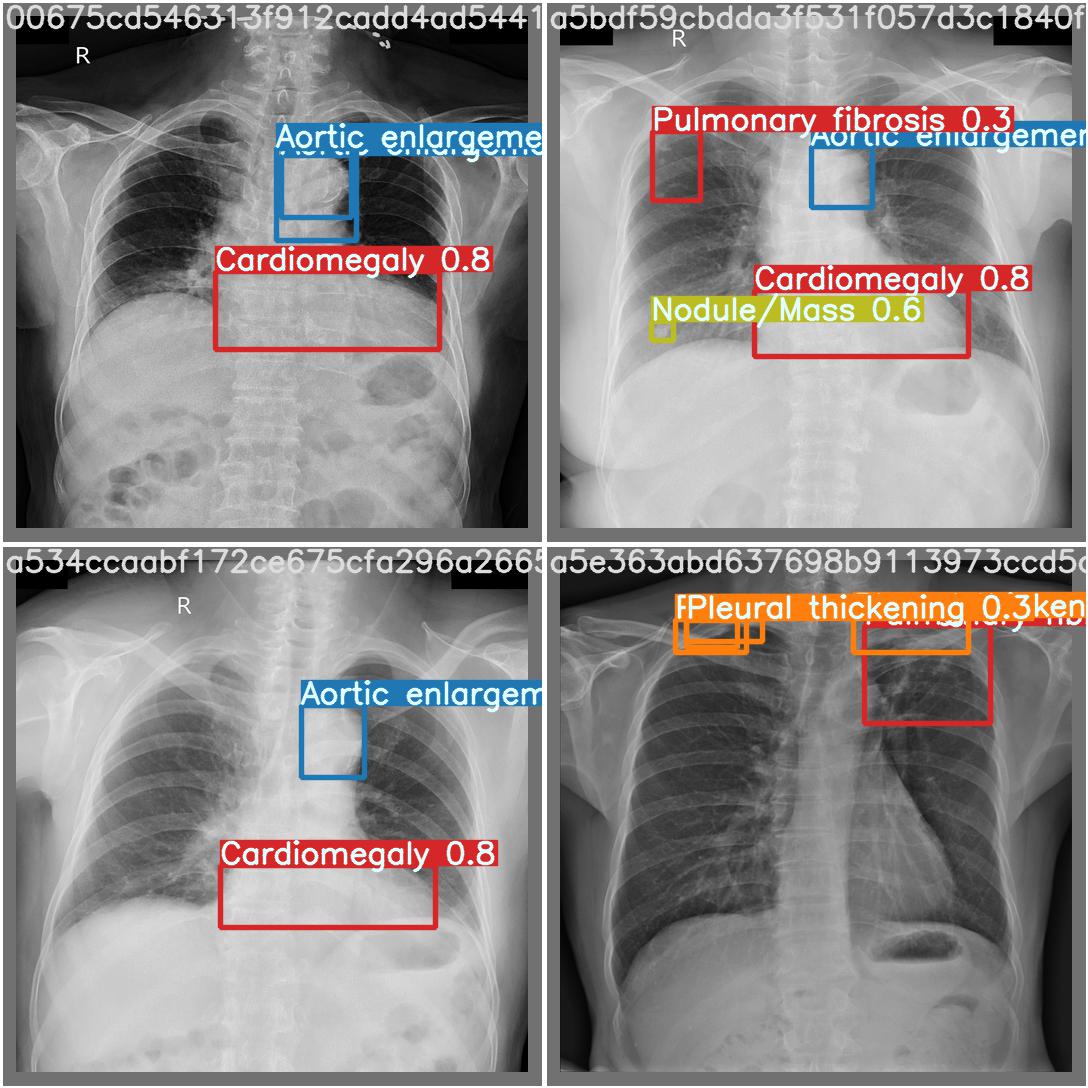 00675cd546313f912cadd4ad5441
R
Aortic enlargeme
Cardiomegaly 0.8
a5bdf59cbdda3f531f057d3c1840f
R
Pulmonary fibrosis 0.3
Aortic enlargemen
Cardiomegaly 0.8
Nodule/Mass 0.6
a534ccaabf172ce675cfa296a2665
R
Aortic enlargem
Cardiomegaly 0.8
a5e363abd637698b9113973ccd5c
Pleural thickening 0.3